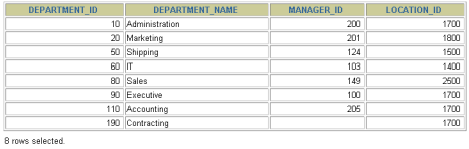 DEPARTMENT_ID DEPARTMENT_NAME MANAGER_ID LOCATION_ID
10 Administration 200 1700
20 Marketing 201 1800
50 Shipping 124 1500
60 IT 103 1400
80 Sales 149 2500
90 Executive 100 1700
110 Accounting 205 1700
190 Contracting 1700
8 rows selected.